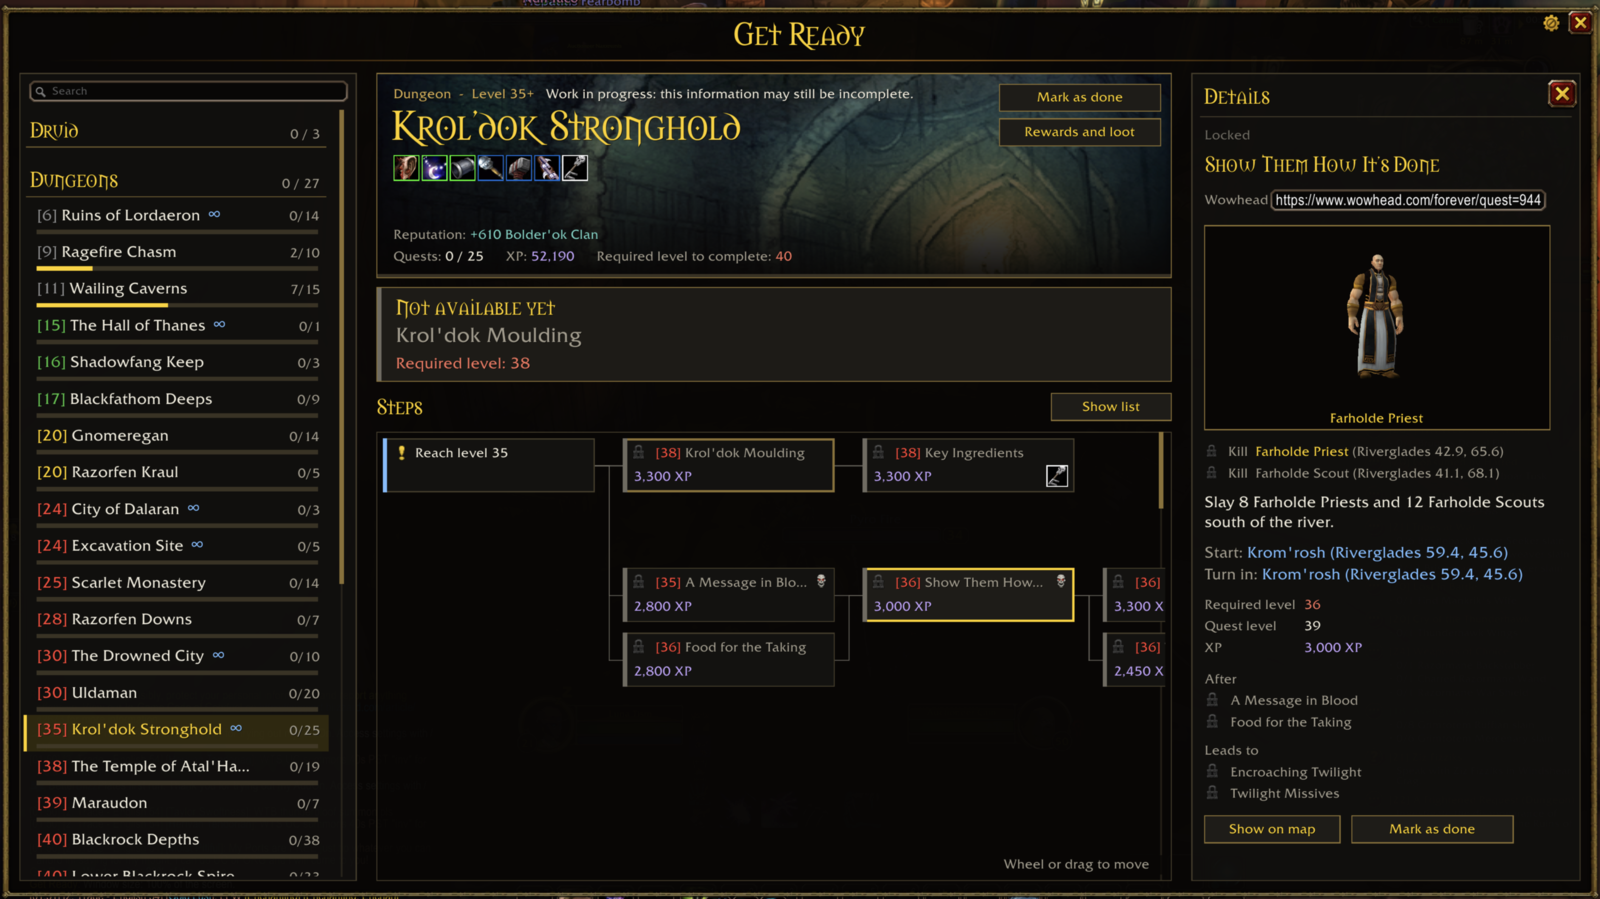 Get Ready
Search
Druid 0 / 3
Dungeons 0 / 27
[6] Ruins of Lordaeron ∞ 0/14
[9] Ragefire Chasm 2/10
[11] Wailing Caverns 7/15
[15] The Hall of Thanes ∞ 0/1
[16] Shadowfang Keep 0/3
[17] Blackfathom Deeps 0/9
[20] Gnomeregan 0/14
[20] Razorfen Kraul 0/5
[24] City of Dalaran ∞ 0/3
[24] Excavation Site ∞ 0/5
[25] Scarlet Monastery 0/14
[28] Razorfen Downs 0/7
[30] The Drowned City ∞ 0/10
[30] Uldaman 0/20
[35] Krol'dok Stronghold ∞ 0/25
[38] The Temple of Atal'Ha... 0/19
[39] Maraudon 0/7
[40] Blackrock Depths 0/38
[40] Lower Blackrock Spire
Dungeon - Level 35+ Work in progress: this information may still be incomplete.
Krol'dok Stronghold
Mark as done
Rewards and loot
Reputation: +610 Bolder'ok Clan
Quests: 0 / 25 XP: 52,190 Required level to complete: 40
Not available yet
Krol'dok Moulding
Required level: 38
Steps
Show list
! Reach level 35
[38] Krol'dok Moulding
3,300 XP
[38] Key Ingredients
3,300 XP
[35] A Message in Blo...
2,800 XP
[36] Show Them How...
3,000 XP
[36]
3,300 X
[36] Food for the Taking
2,800 XP
[36]
2,450 X
Wheel or drag to move
Details
Locked
Show Them How It's Done
Wowhead https://www.wowhead.com/forever/quest=944
Farholde Priest
Kill Farholde Priest (Riverglades 42.9, 65.6)
Kill Farholde Scout (Riverglades 41.1, 68.1)
Slay 8 Farholde Priests and 12 Farholde Scouts
south of the river.
Start: Krom'rosh (Riverglades 59.4, 45.6)
Turn in: Krom'rosh (Riverglades 59.4, 45.6)
Required level 36
Quest level 39
XP 3,000 XP
After
A Message in Blood
Food for the Taking
Leads to
Encroaching Twilight
Twilight Missives
Show on map
Mark as done